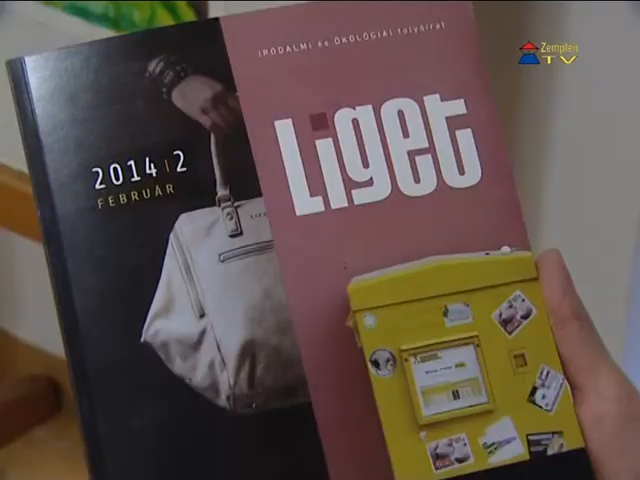 IRODALMI és ÖKOLÓGIAI folyóirat
Zemplén
TV
Liget
2014 | 2
FEBRUÁR